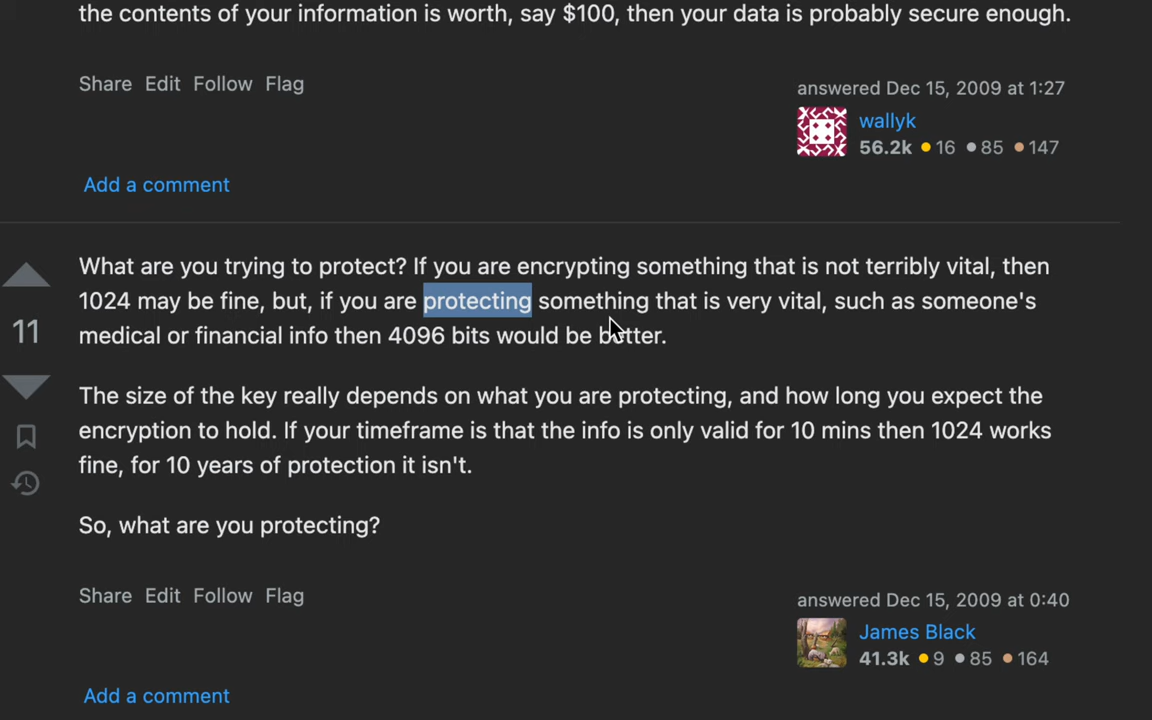 the contents of your information is worth, say $100, then your data is probably secure enough.
Share Edit Follow Flag
answered Dec 15, 2009 at 1:27
wallyk
56.2k 16 85 147
Add a comment
What are you trying to protect? If you are encrypting something that is not terribly vital, then
1024 may be fine, but, if you are protecting something that is very vital, such as someone's
11
medical or financial info then 4096 bits would be better.
The size of the key really depends on what you are protecting, and how long you expect the
encryption to hold. If your timeframe is that the info is only valid for 10 mins then 1024 works
fine, for 10 years of protection it isn't.
So, what are you protecting?
Share Edit Follow Flag
answered Dec 15, 2009 at 0:40
James Black
41.3k 9 85 164
Add a comment